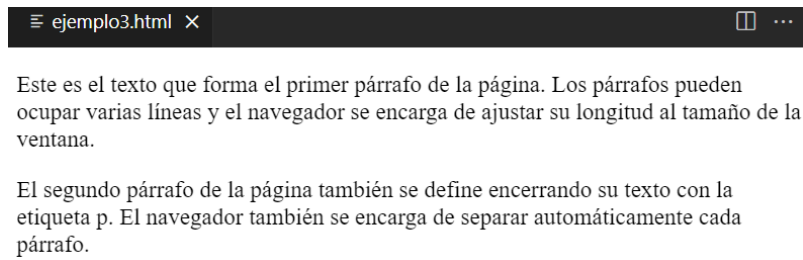 ejemplo3.html
Este es el texto que forma el primer párrafo de la página. Los párrafos pueden
ocupar varias líneas y el navegador se encarga de ajustar su longitud al tamaño de la
ventana.
El segundo párrafo de la página también se define encerrando su texto con la
etiqueta p. El navegador también se encarga de separar automáticamente cada
párrafo.